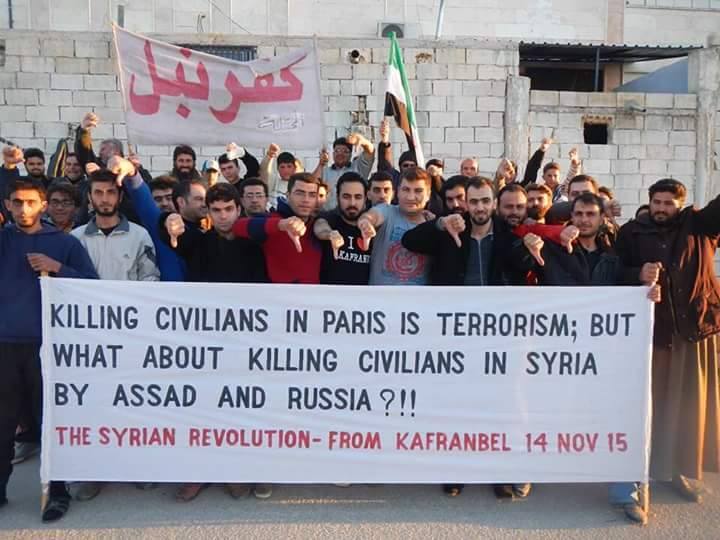 كفرنبل
المحتلة
I ❤
KAFRANBEL
KILLING CIVILIANS IN PARIS IS TERRORISM; BUT
WHAT ABOUT KILLING CIVILIANS IN SYRIA
BY ASSAD AND RUSSIA?!!
THE SYRIAN REVOLUTION- FROM KAFRANBEL 14 NOV 15